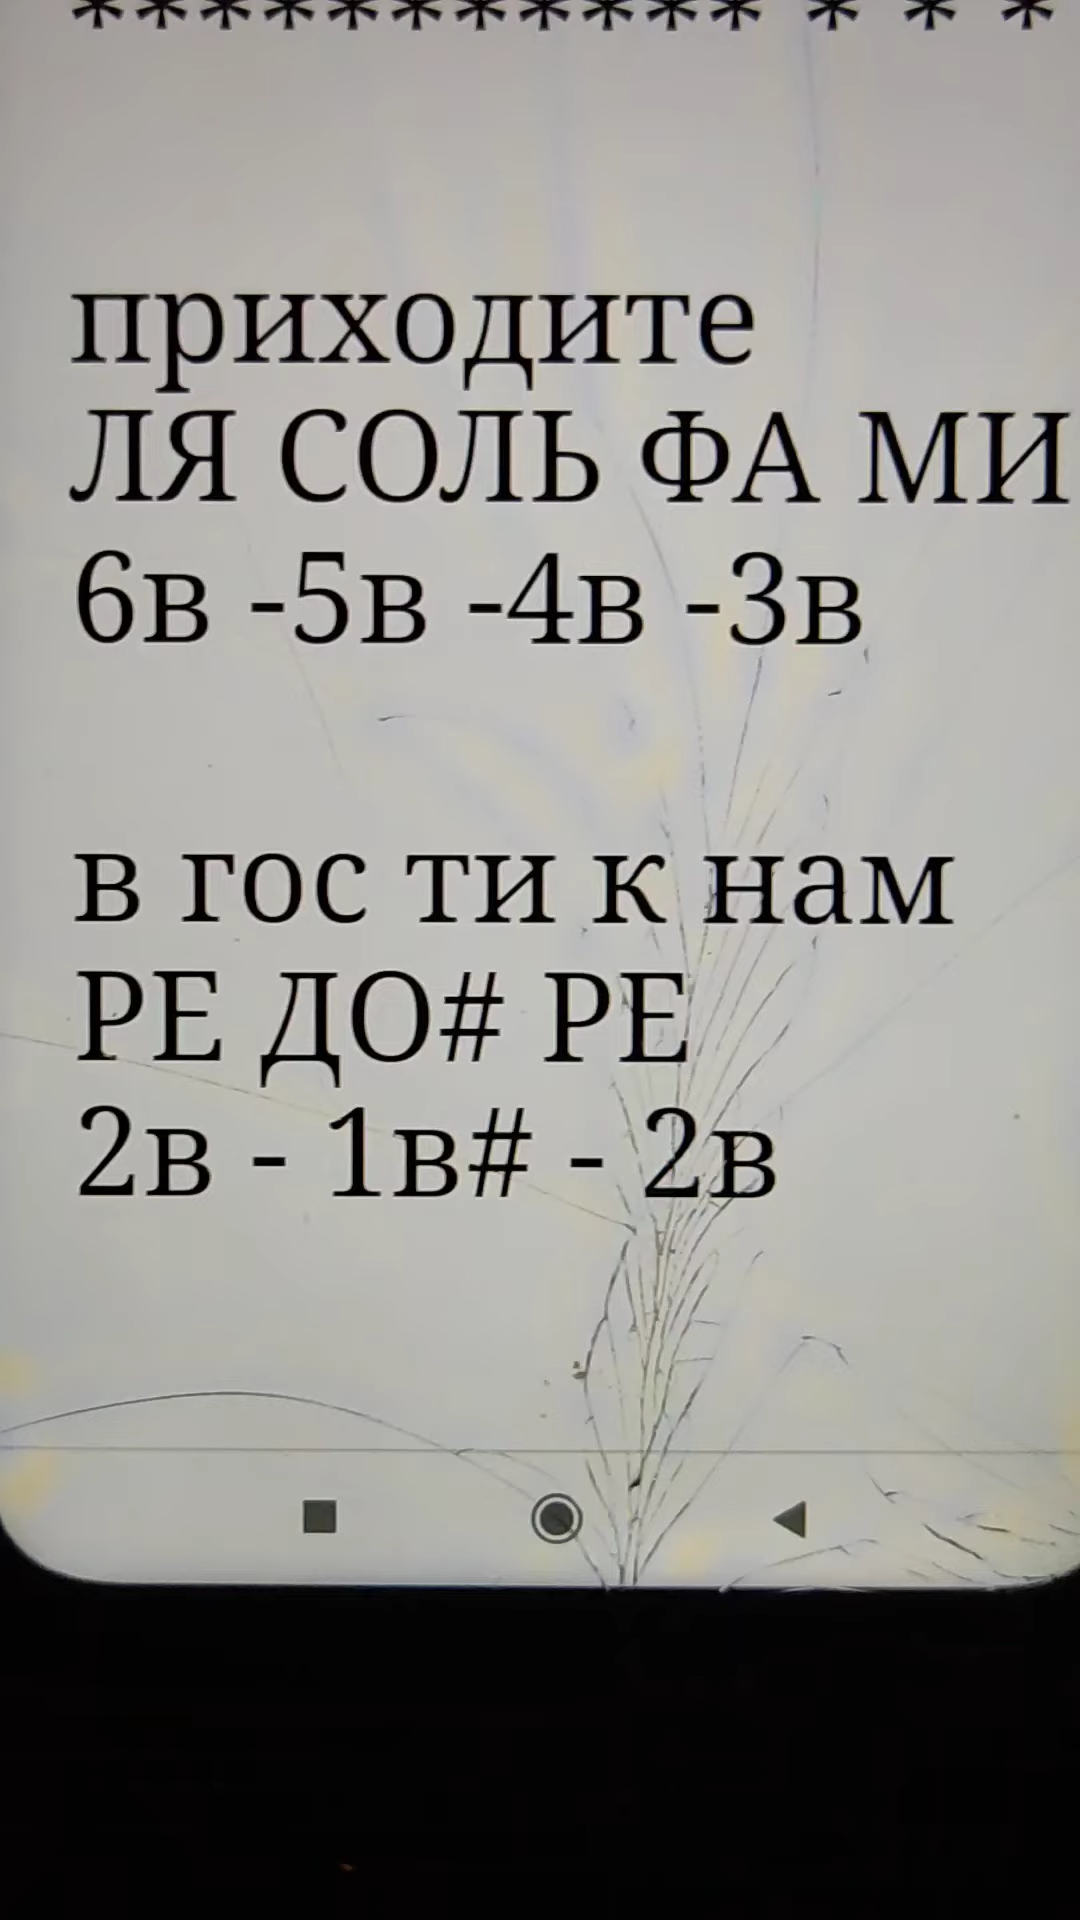 ************ * * *
приходите
ЛЯ СОЛЬ ФА МИ
6в -5в -4в -3в
в гос ти к нам
РЕ ДО# РЕ
2в - 1в# - 2в